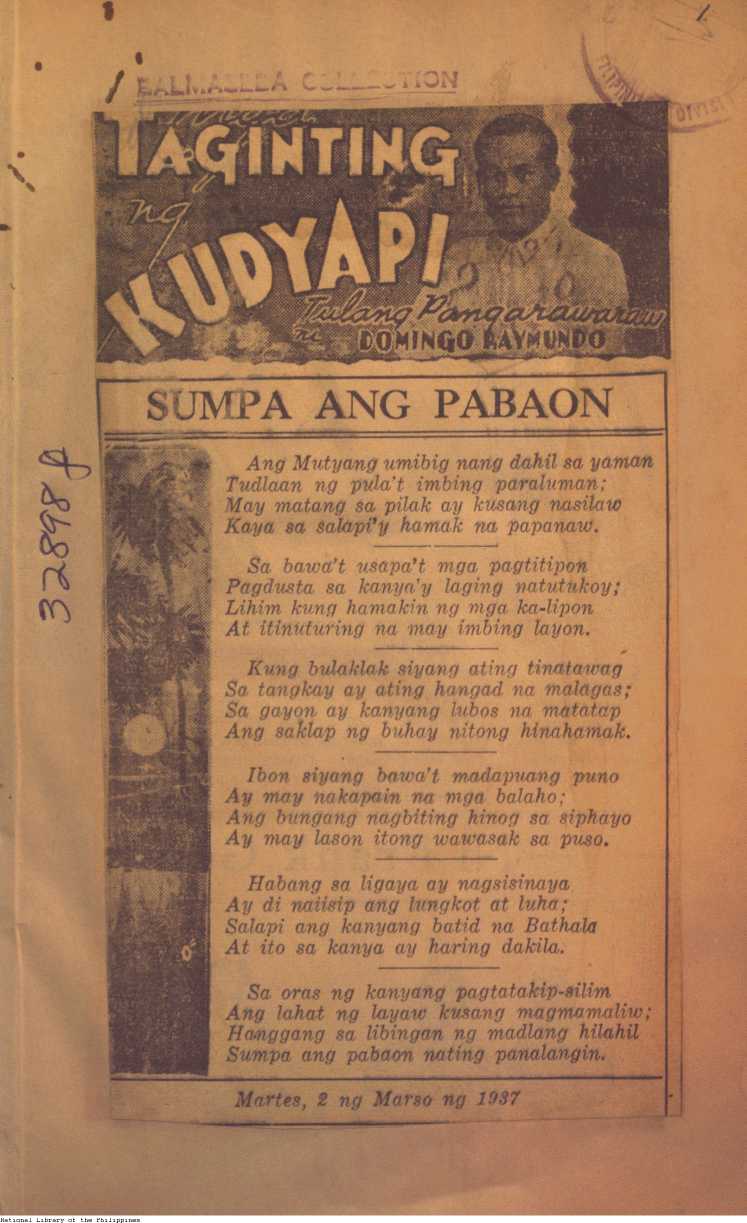 1.
BALMASEDA COLLECTION
FILIPINIANA DIVISION
TAGINTING
ng
KUDYAPI
Tulang Pangarawaraw
ni DOMINGO RAYMUNDO
SUMPA ANG PABAON
32898 f
Ang Mutyang umibig nang dahil sa yaman
Tudlaan ng pula't imbing paraluman;
May matang sa pilak ay kusang nasilaw
Kaya sa salapi'y hamak na papanaw.
Sa bawa't usapa't mga pagtitipon
Pagdusta sa kanya'y laging natutukoy;
Lihim kung hamakin ng mga ka-lipon
At itinuturing na may imbing layon.
Kung bulaklak siyang ating tinatawag
Sa tangkay ay ating hangad na malagas;
Sa gayon ay kanyang lubos na matatap
Ang saklap ng buhay nitong hinahamak.
Ibon siyang bawa't madapuang puno
Ay may nakapain na mga balaho;
Ang bungang nagbiting hinog sa siphayo
Ay may lason itong wawasak sa puso.
Habang sa ligaya ay nagsisinaya
Ay di naiisip ang lungkot at luha;
Salapi ang kanyang batid na Bathala
At ito sa kanya ay haring dakila.
Sa oras ng kanyang pagtatakip-silim
Ang lahat ng layaw kusang magmamaliw;
Hanggang sa libingan ng madlang hilahil
Sumpa ang pabaon nating panalangin.
Martes, 2 ng Marso ng 1937
National Library of the Philippines